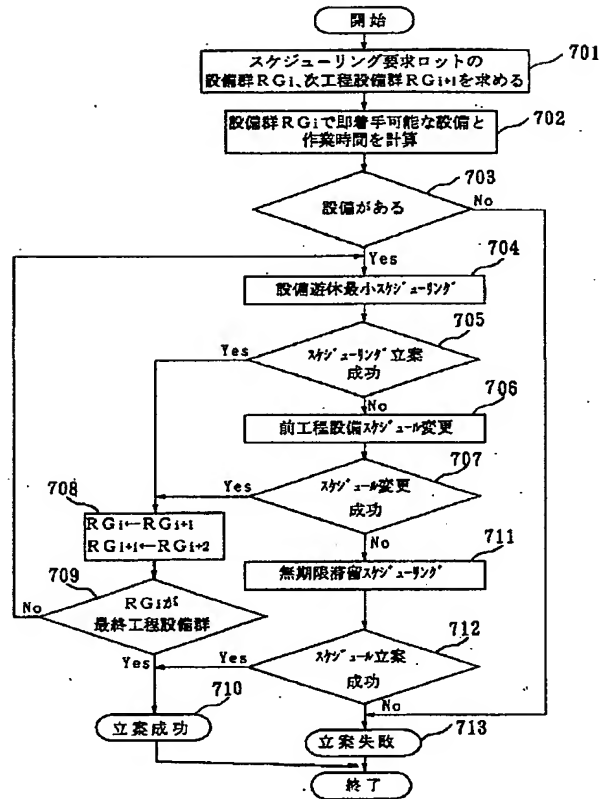 開始
スケジューリング要求ロットの
設備群RGi、次工程設備群RGi+1を求める
701
設備群RGiで即着手可能な設備と
作業時間を計算
702
設備がある
703
No
Yes
設備遊休最小スケジューリング
704
スケジューリング立案
成功
705
Yes
No
前工程設備スケジュール変更
706
スケジュール変更
成功
707
Yes
No
708
RGi←RGi+1
RGi+1←RGi+2
無期限滞留スケジューリング
711
709
RGiが
最終工程設備群
No
Yes
スケジュール立案
成功
712
Yes
No
立案成功
710
立案失敗
713
終了